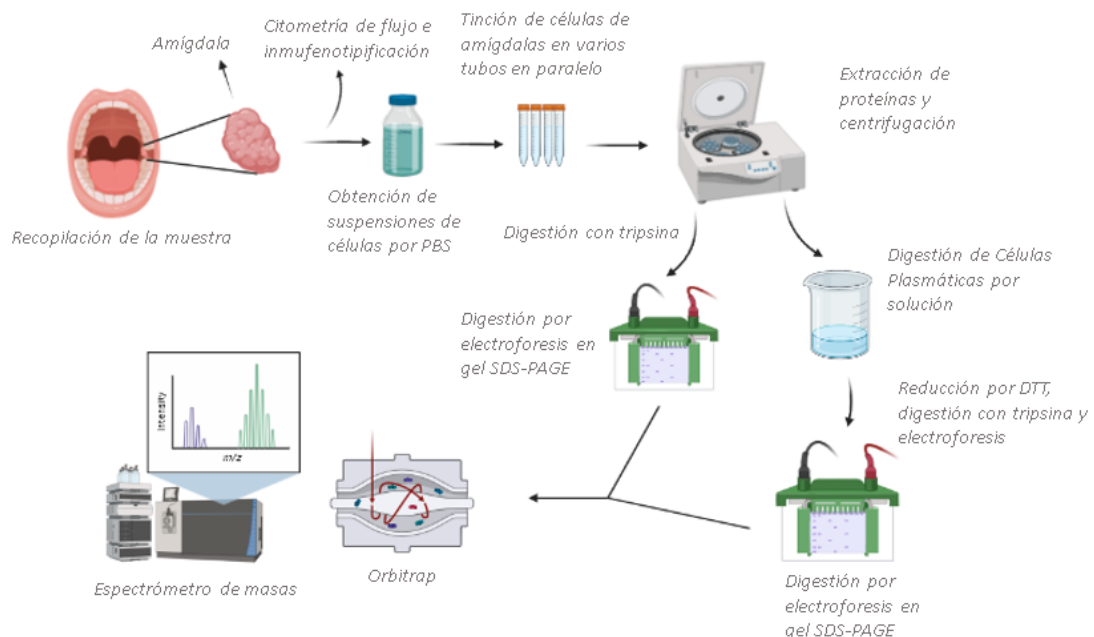 Amígdala
Citometría de flujo e
inmufenotipificación
Tinción de células de
amígdalas en varios
tubos en paralelo
Extracción de
proteínas y
centrifugación
Recopilación de la muestra
Obtención de
suspensiones de
células por PBS
Digestión con tripsina
Digestión de Células
Plasmáticas por
solución
Digestión por
electroforesis en
gel SDS-PAGE
Reducción por DTT,
digestión con tripsina y
electroforesis
Intensity
m/z
Espectrómetro de masas
Orbitrap
Digestión por
electroforesis en
gel SDS-PAGE